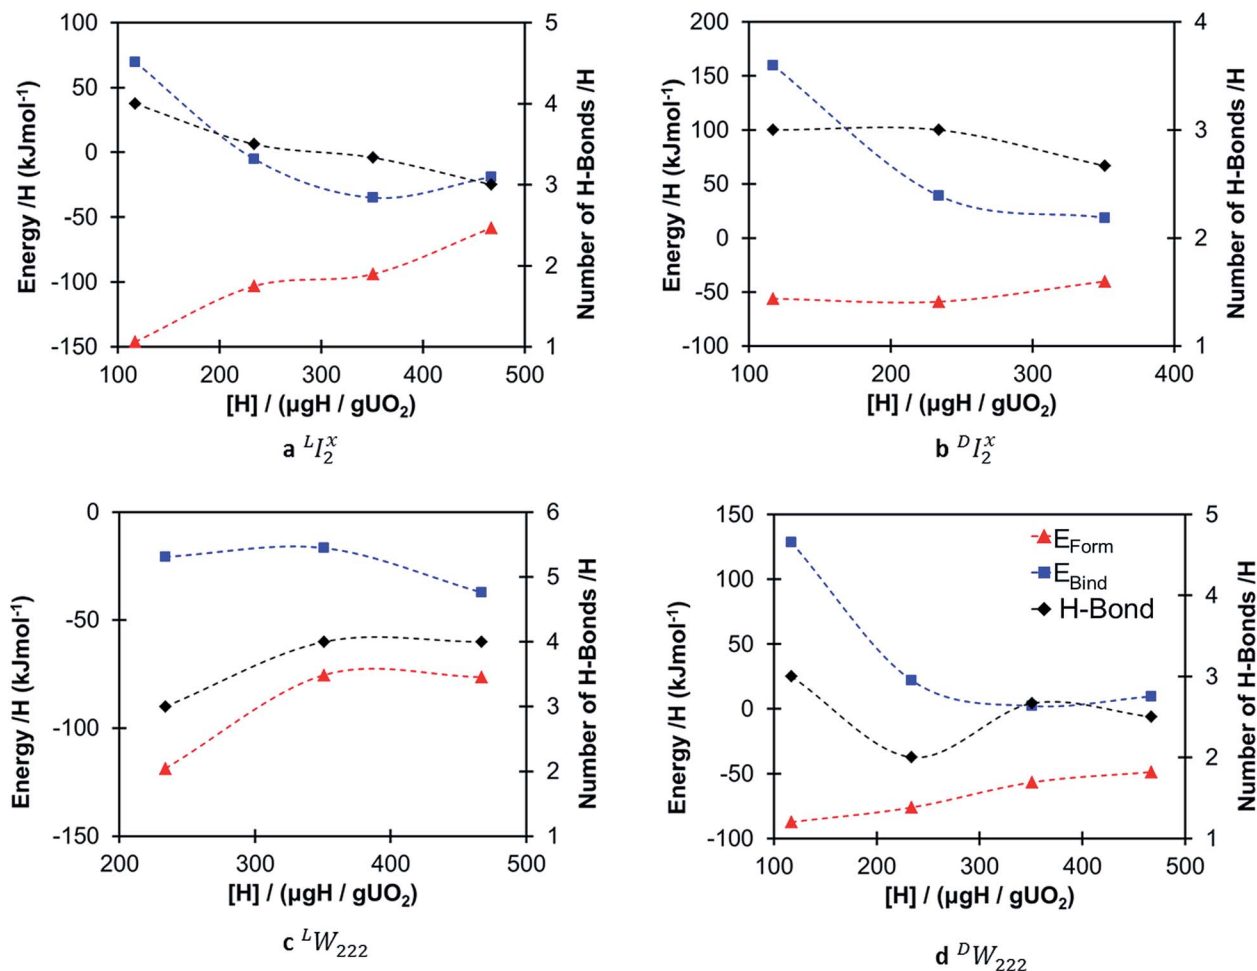 100
50
0
-50
-100
-150
5
4
3
2
1
100 200 300 400 500
Energy /H (kJmol⁻¹)
Number of H-Bonds /H
[H] / (µgH / gUO₂)
a ᴸI₂ˣ
200
150
100
50
0
-50
-100
4
3
2
1
100 200 300 400
Energy /H (kJmol⁻¹)
Number of H-Bonds /H
[H] / (µgH / gUO₂)
b ᴰI₂ˣ
0
-50
-100
-150
6
5
4
3
2
1
200 300 400 500
Energy /H (kJmol⁻¹)
Number of H-Bonds /H
[H] / (µgH / gUO₂)
c ᴸW₂₂₂
150
100
50
0
-50
-100
5
4
3
2
1
100 200 300 400 500
Energy /H (kJmol⁻¹)
Number of H-Bonds /H
E_Form
E_Bind
H-Bond
[H] / (µgH / gUO₂)
d ᴰW₂₂₂